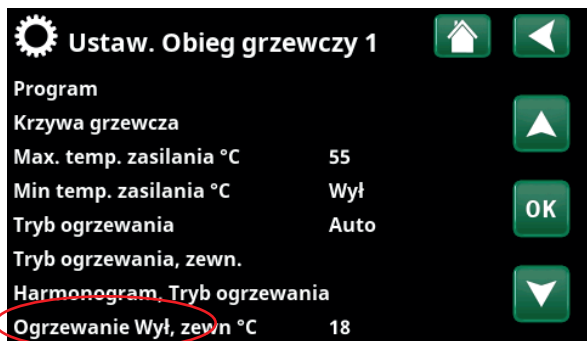 Ustaw. Obieg grzewczy 1
Program
Krzywa grzewcza
Max. temp. zasilania °C 55
Min temp. zasilania °C Wył
Tryb ogrzewania Auto
OK
Tryb ogrzewania, zewn.
Harmonogram, Tryb ogrzewania
Ogrzewanie Wył, zewn °C 18